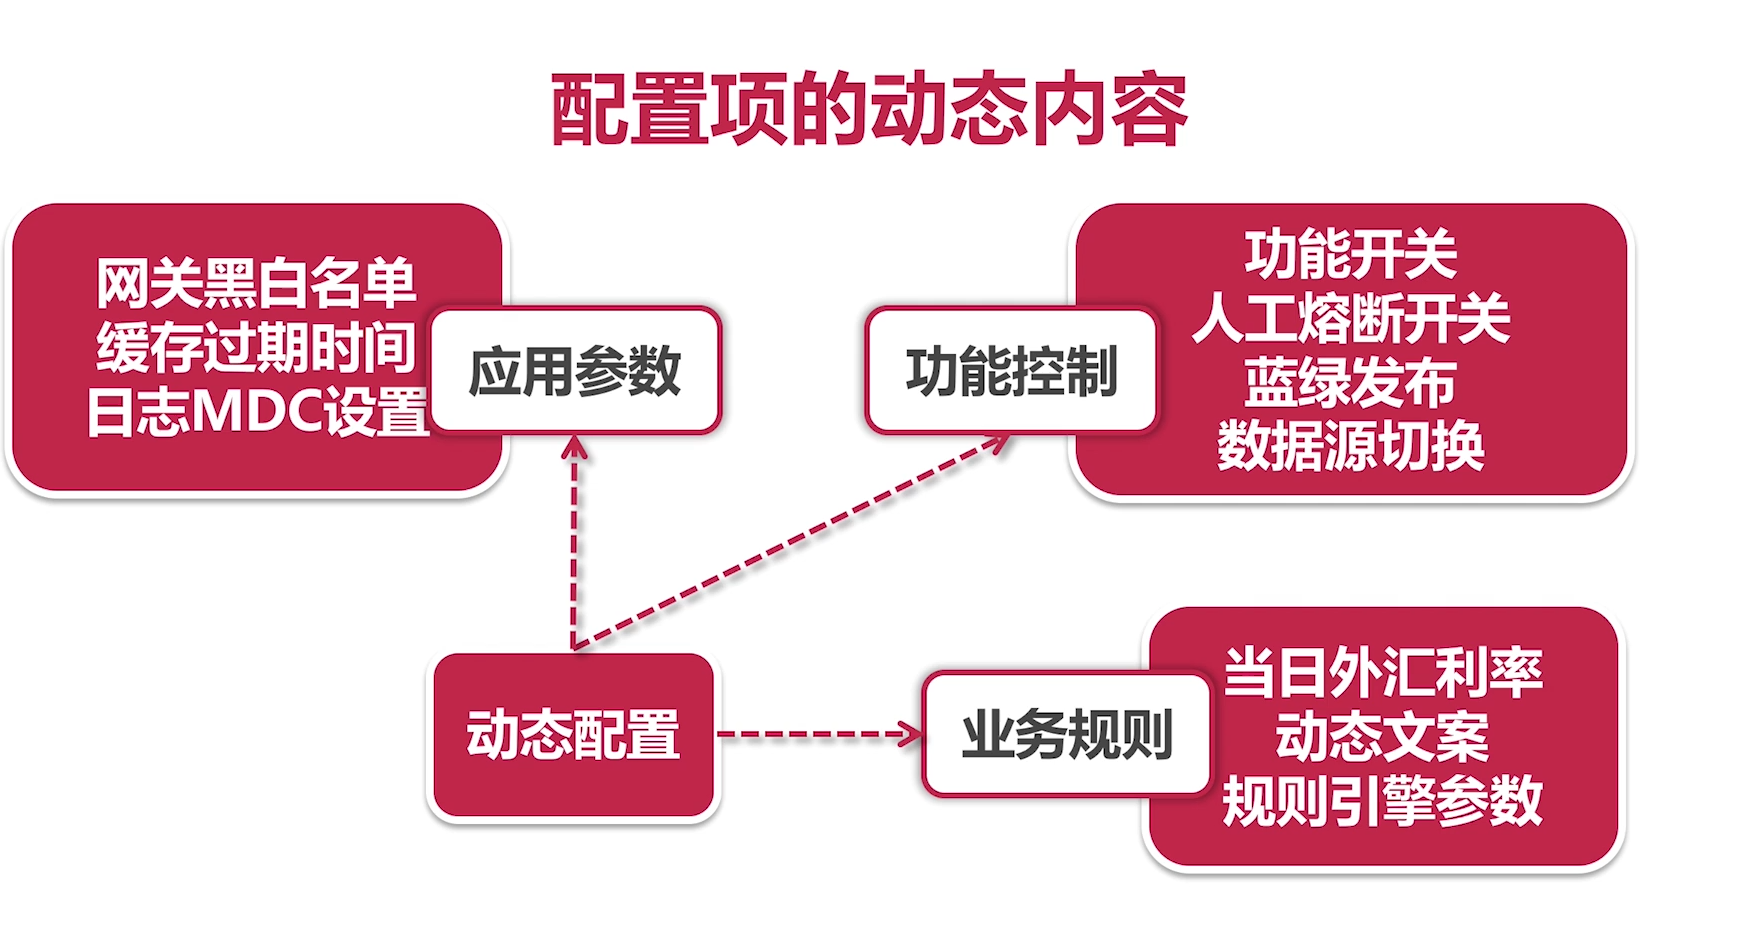 配置项的动态内容
网关黑白名单
缓存过期时间
日志MDC设置
应用参数
功能控制
功能开关
人工熔断开关
蓝绿发布
数据源切换
动态配置
业务规则
当日外汇利率
动态文案
规则引擎参数